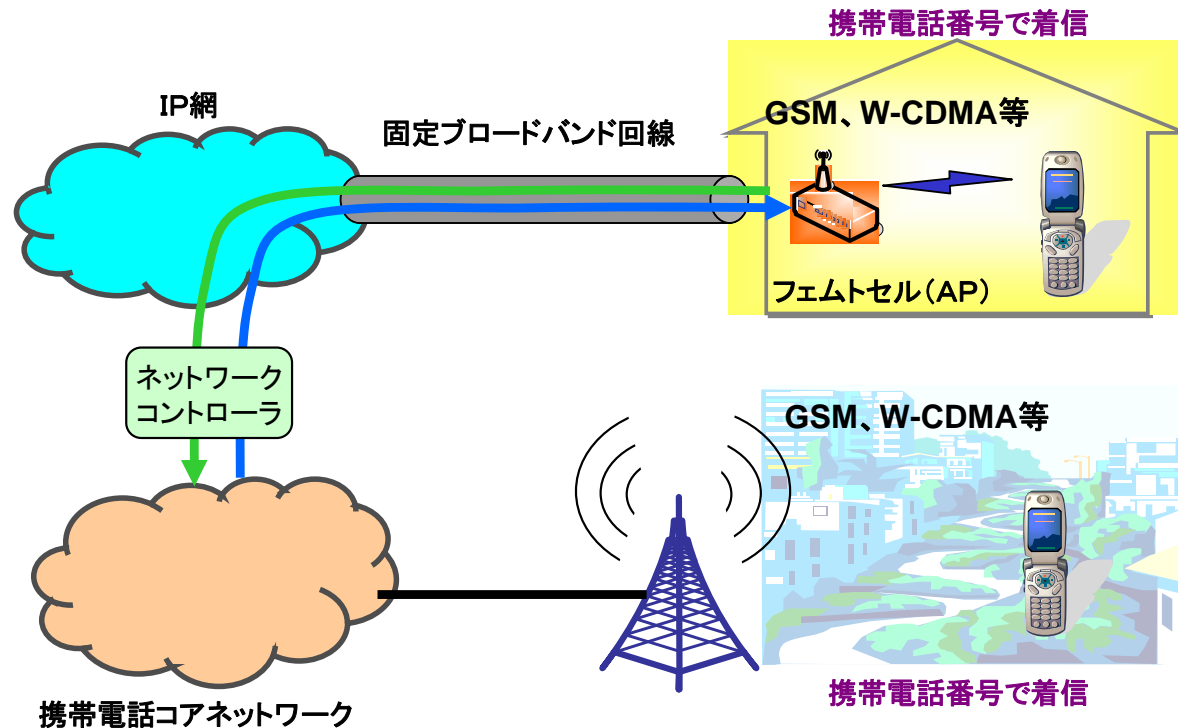 携帯電話番号で着信
IP網
GSM、W-CDMA等
固定ブロードバンド回線
フェムトセル(AP)
ネットワーク
コントローラ
GSM、W-CDMA等
携帯電話番号で着信
携帯電話コアネットワーク